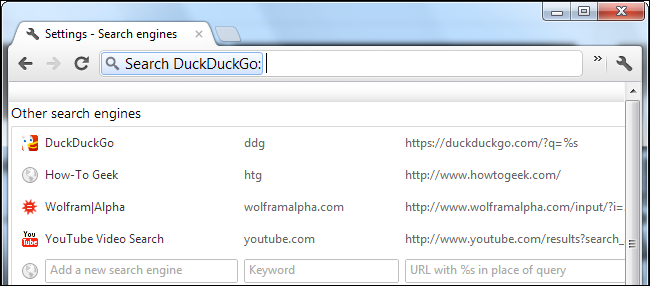 Settings - Search engines
Search DuckDuckGo:
Other search engines
DuckDuckGo ddg https://duckduckgo.com/?q=%s
How-To Geek htg http://www.howtogeek.com/
Wolfram|Alpha wolframalpha.com http://www.wolframalpha.com/input/?i=
You Tube YouTube Video Search youtube.com http://www.youtube.com/results?search_
Add a new search engine Keyword URL with %s in place of query